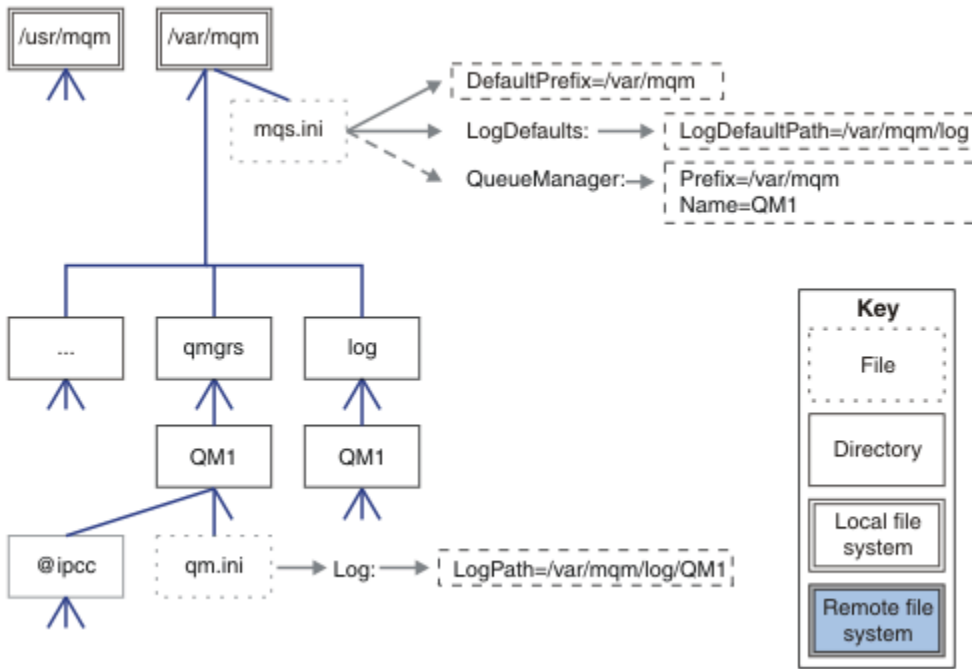 /usr/mqm
/var/mqm
mqs.ini
DefaultPrefix=/var/mqm
LogDefaults:
LogDefaultPath=/var/mqm/log
QueueManager:
Prefix=/var/mqm
Name=QM1
...
qmgrs
log
QM1
QM1
@ipcc
qm.ini
Log:
LogPath=/var/mqm/log/QM1
Key
File
Directory
Local file
system
Remote file
system